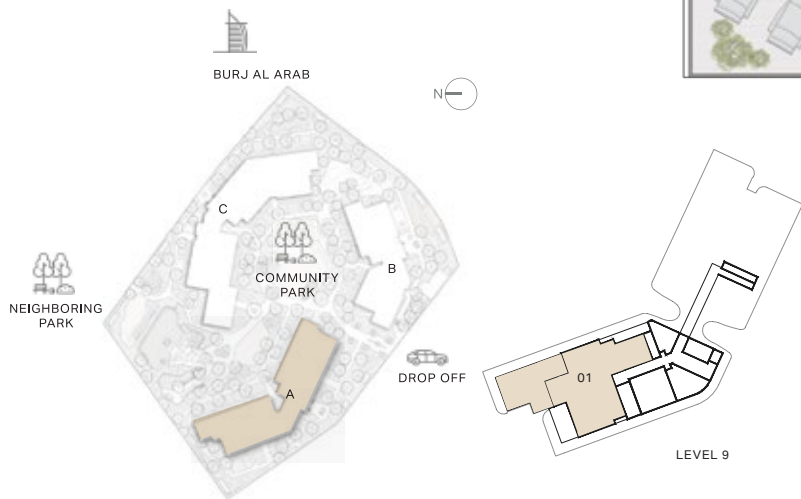 BURJ AL ARAB
N
C
COMMUNITY
PARK
B
NEIGHBORING
PARK
DROP OFF
A
01
LEVEL 9